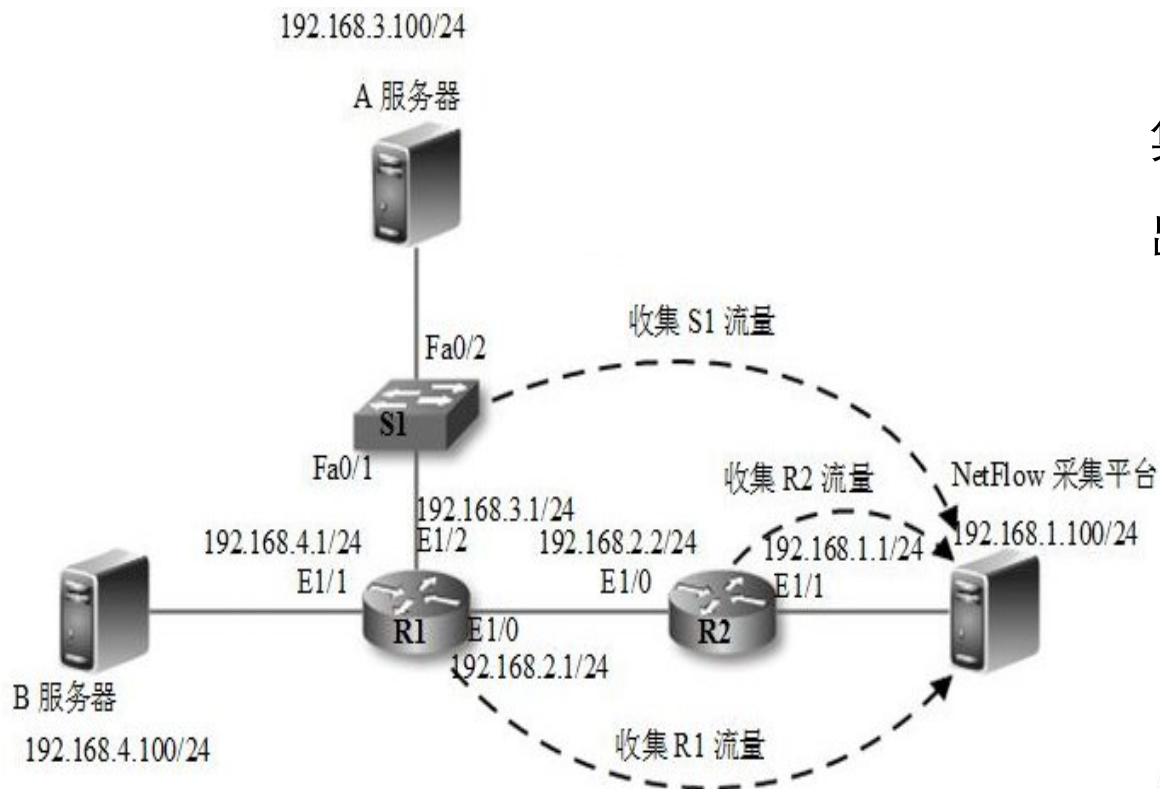 192.168.3.100/24
A 服务器
收集 S1 流量
Fa0/2
S1
Fa0/1
收集 R2 流量
NetFlow 采集平台
192.168.3.1/24
192.168.1.100/24
192.168.4.1/24
E1/2
192.168.2.2/24
192.168.1.1/24
E1/1
E1/0
E1/1
R1
E1/0
R2
192.168.2.1/24
B 服务器
192.168.4.100/24
收集 R1 流量